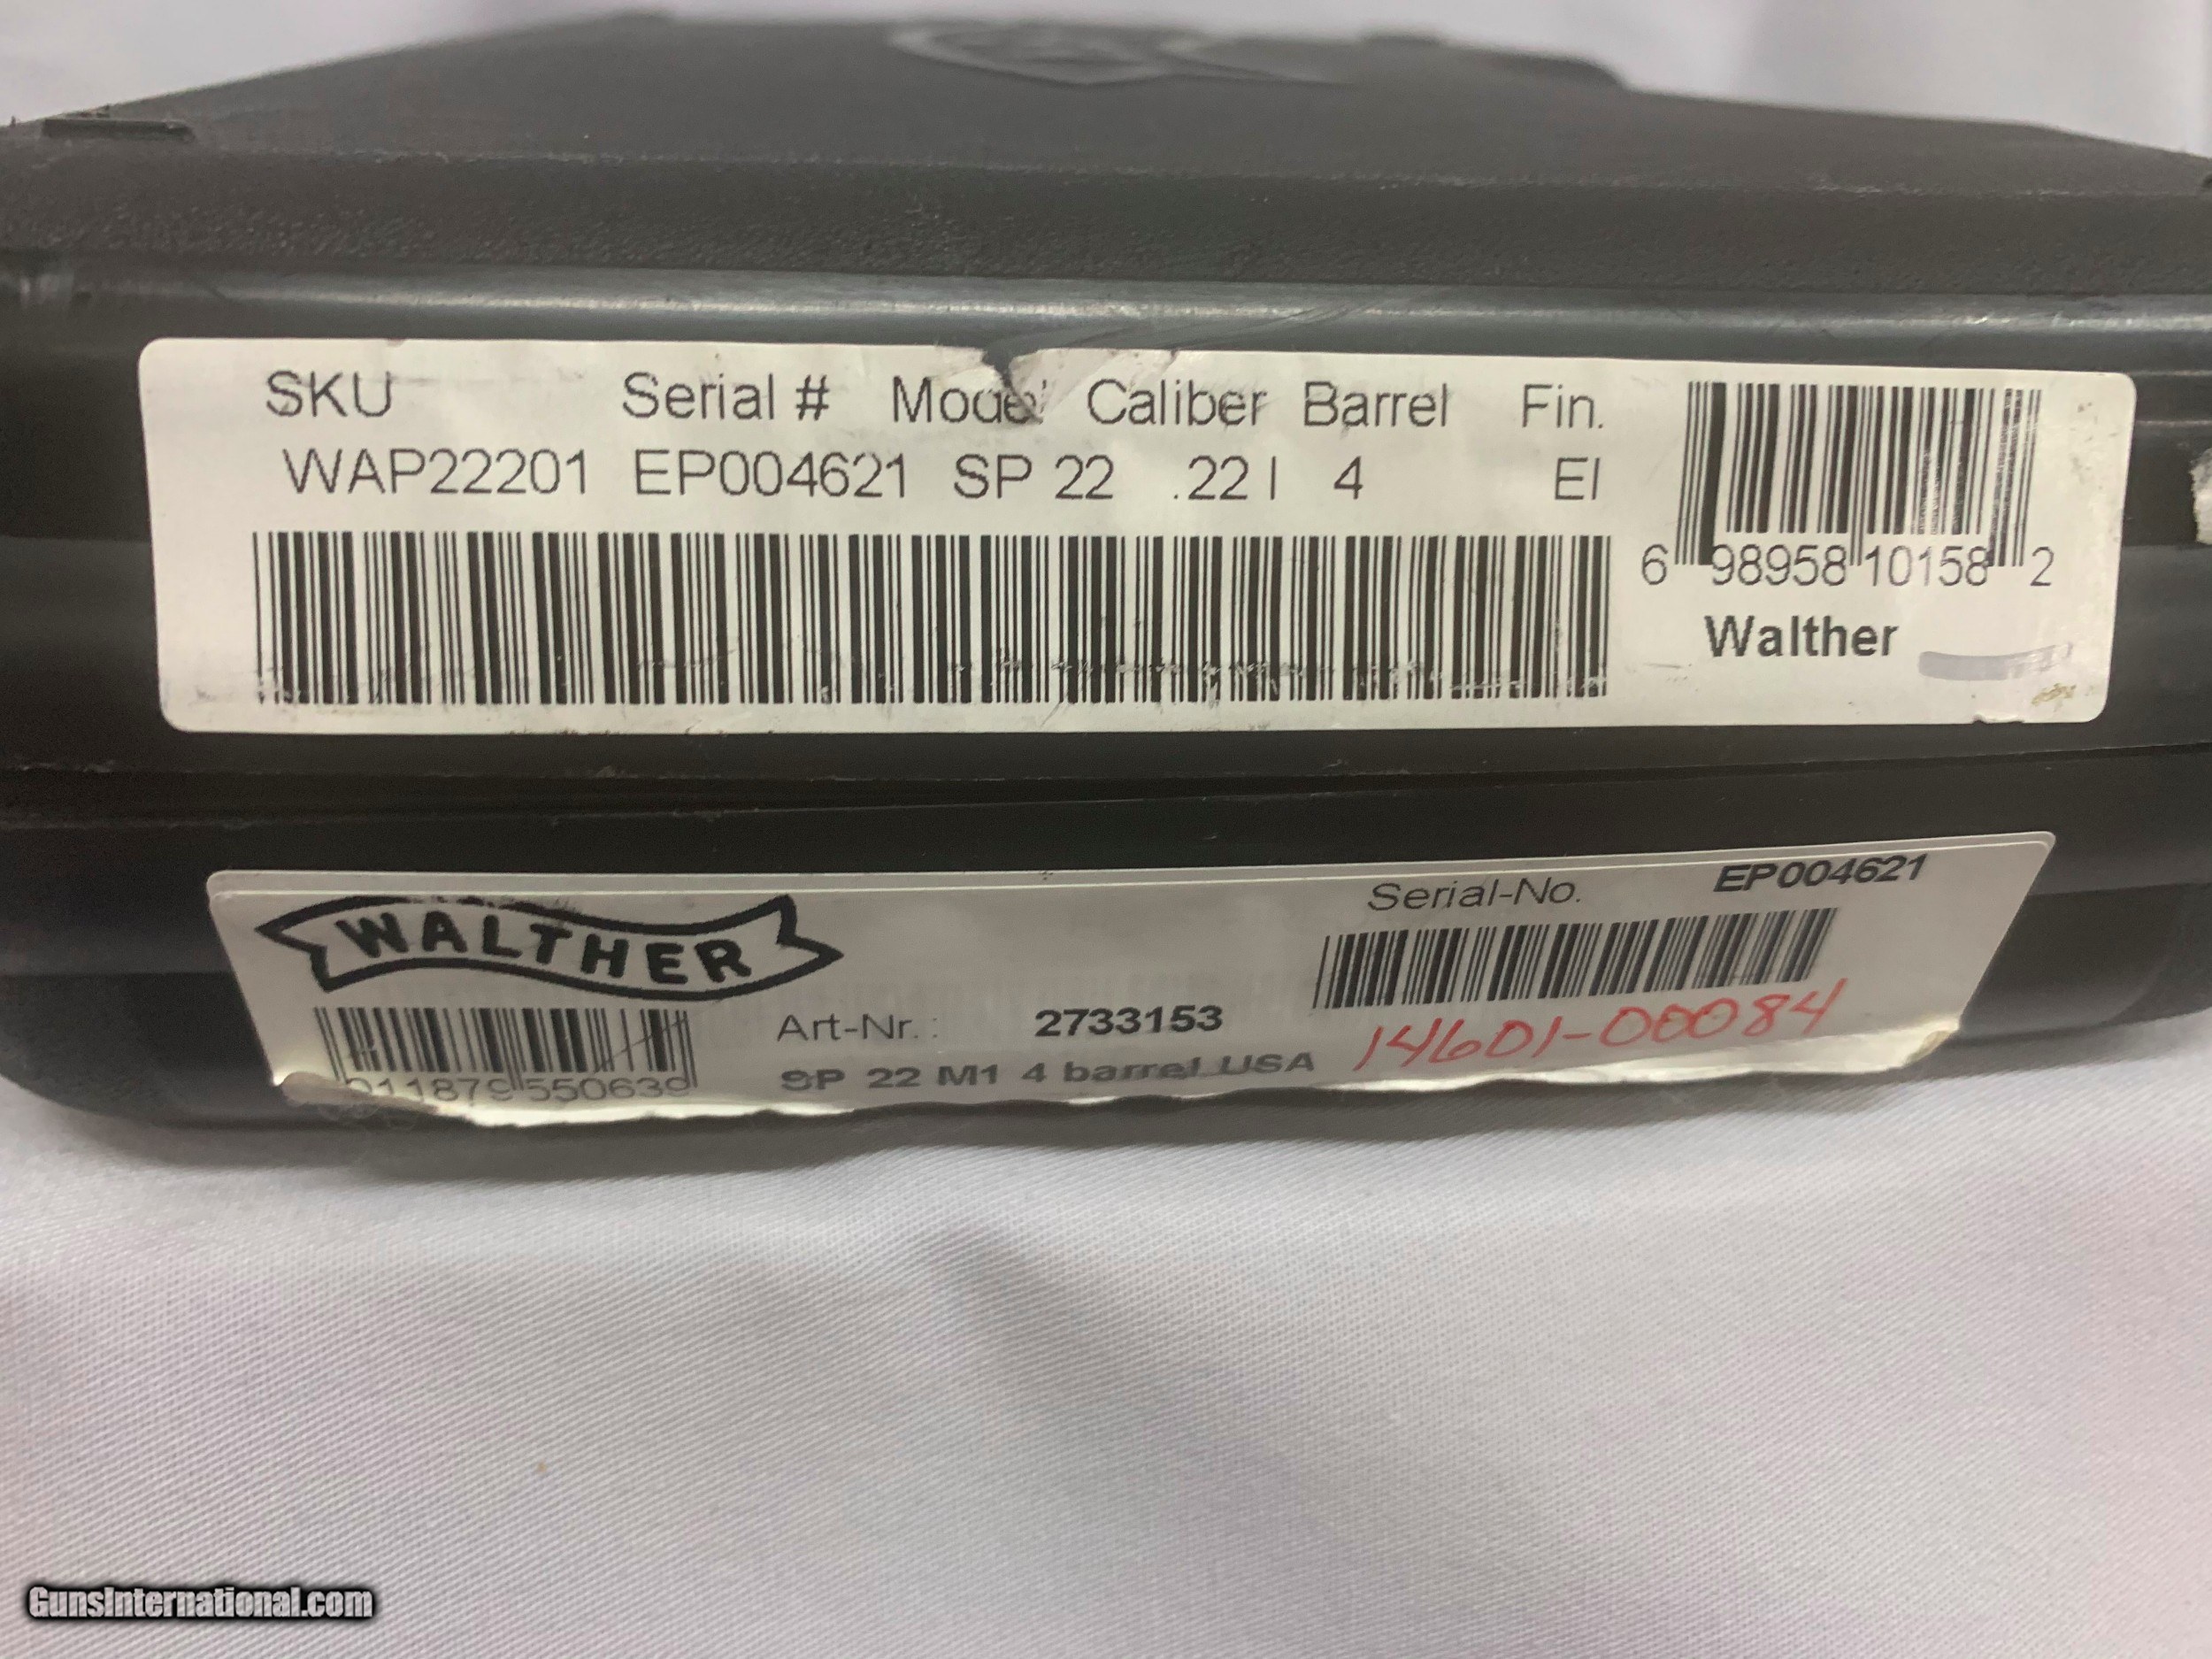 SKU Serial # Model Caliber Barrel Fin.
WAP22201 EP004621 SP 22 .22 l 4 El
6 98958 10158 2
Walther
WALTHER
Serial-No. EP004621
Art-Nr.: 2733153
14601-00084
SP 22 M1 4 barrel USA
GunsInternational.com